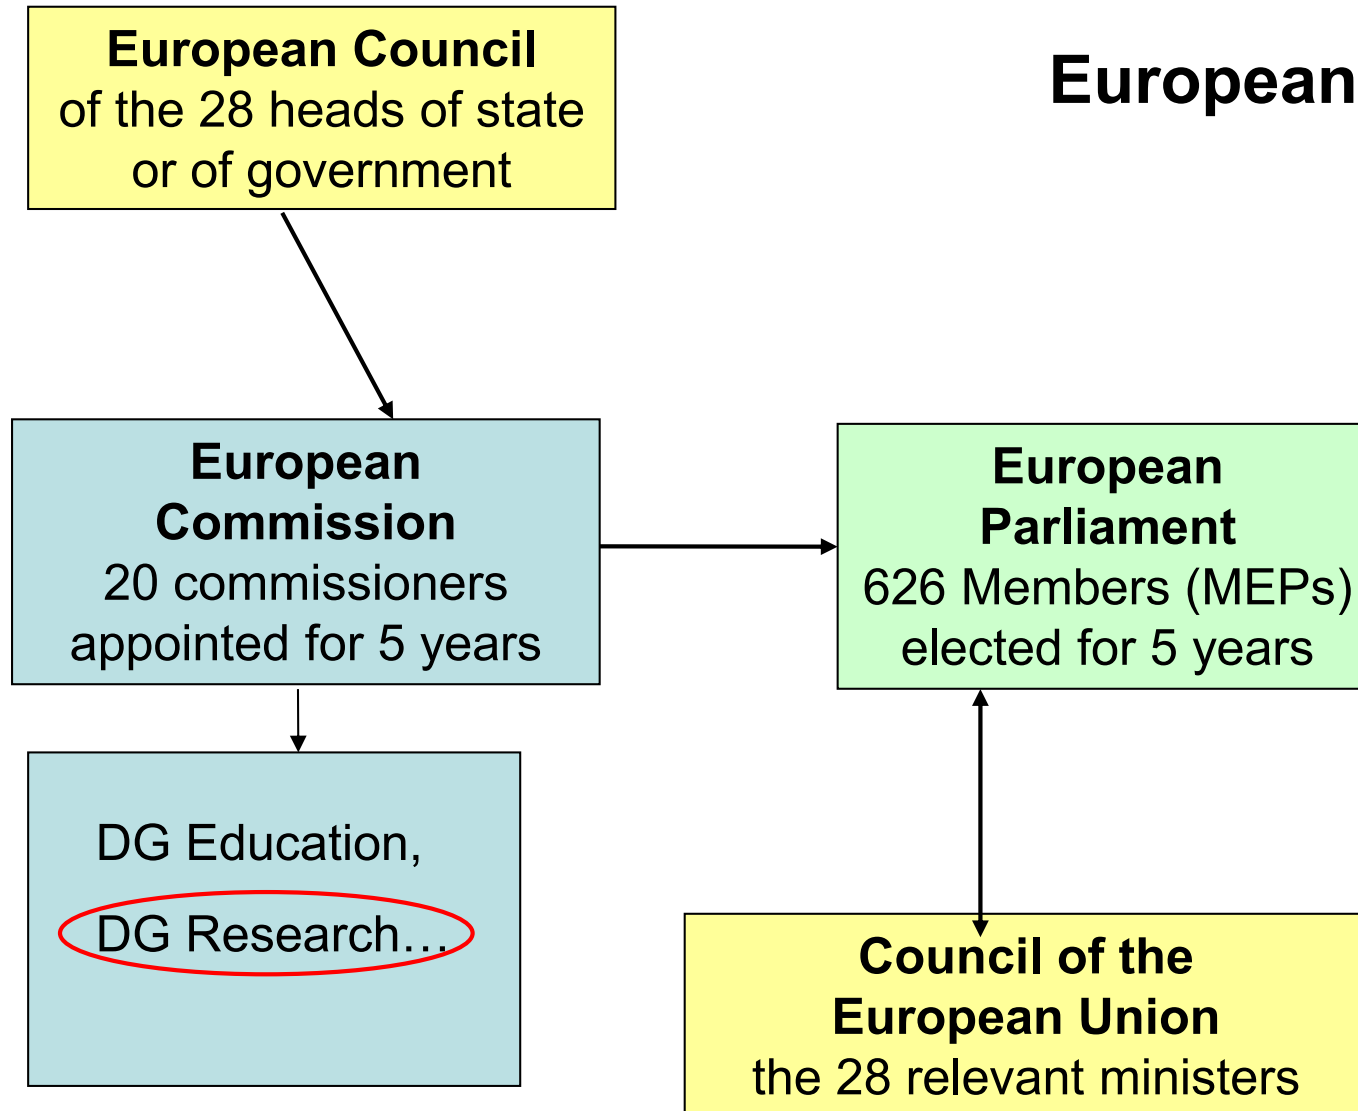 European Council
of the 28 heads of state
or of government
European
European
Commission
20 commissioners
appointed for 5 years
European
Parliament
626 Members (MEPs)
elected for 5 years
DG Education,
DG Research…
Council of the
European Union
the 28 relevant ministers